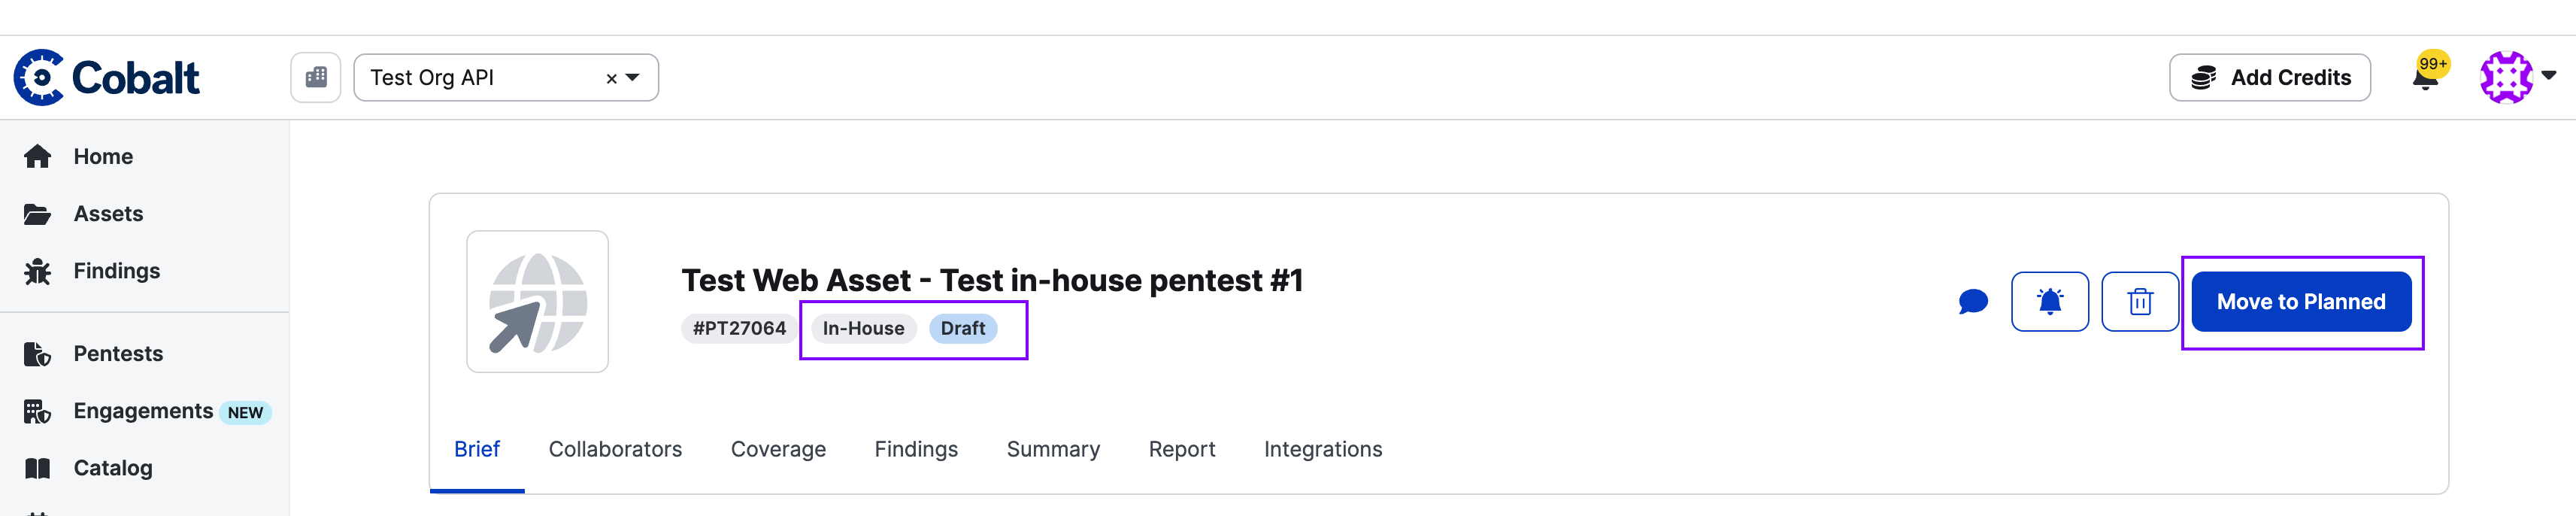 Cobalt
Test Org API
Add Credits
99+
Home
Assets
Findings
Pentests
Engagements NEW
Catalog
Test Web Asset - Test in-house pentest #1
#PT27064 In-House Draft
Move to Planned
Brief Collaborators Coverage Findings Summary Report Integrations